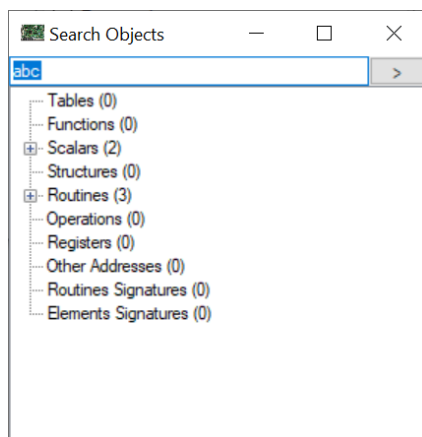 Search Objects
abc
>
Tables (0)
Functions (0)
Scalars (2)
Structures (0)
Routines (3)
Operations (0)
Registers (0)
Other Addresses (0)
Routines Signatures (0)
Elements Signatures (0)